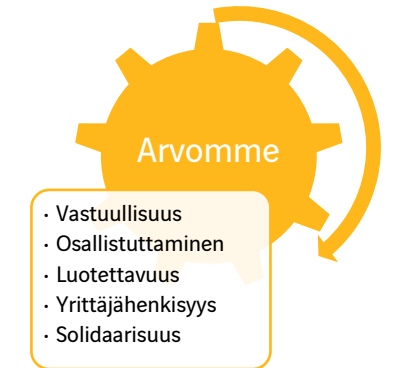 Arvomme
· Vastuullisuus
· Osallistuttaminen
· Luotettavuus
· Yrittäjähenkisyys
· Solidaarisuus